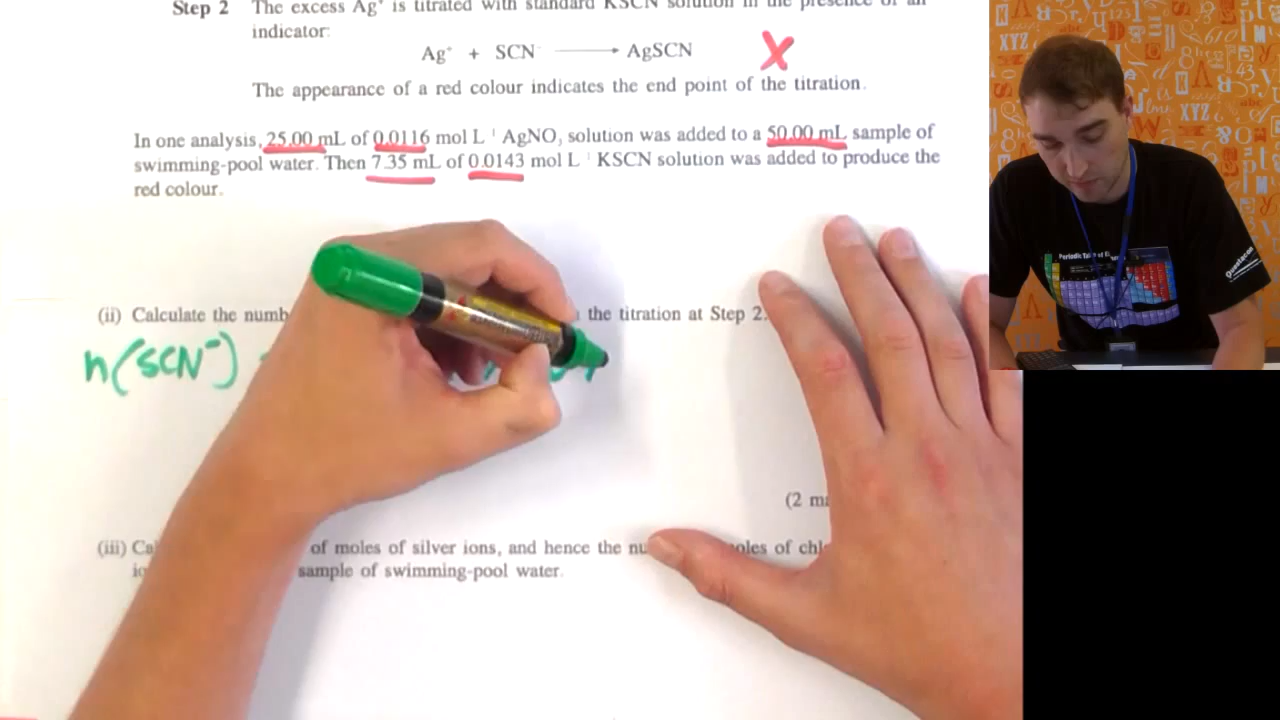 Step 2 The excess Ag⁺ is titrated with standard KSCN solution in the presence of an
indicator:
Ag⁺ + SCN⁻ ⟶ AgSCN X
The appearance of a red colour indicates the end point of the titration.
In one analysis, 25.00 mL of 0.0116 mol L⁻¹ AgNO₃ solution was added to a 50.00 mL sample of
swimming-pool water. Then 7.35 mL of 0.0143 mol L⁻¹ KSCN solution was added to produce the
red colour.
(ii) Calculate the numb the titration at Step 2.
n(SCN⁻)
(2 ma
(iii) Ca of moles of silver ions, and hence the nu oles of chl
io sample of swimming-pool water.
Periodic Ta